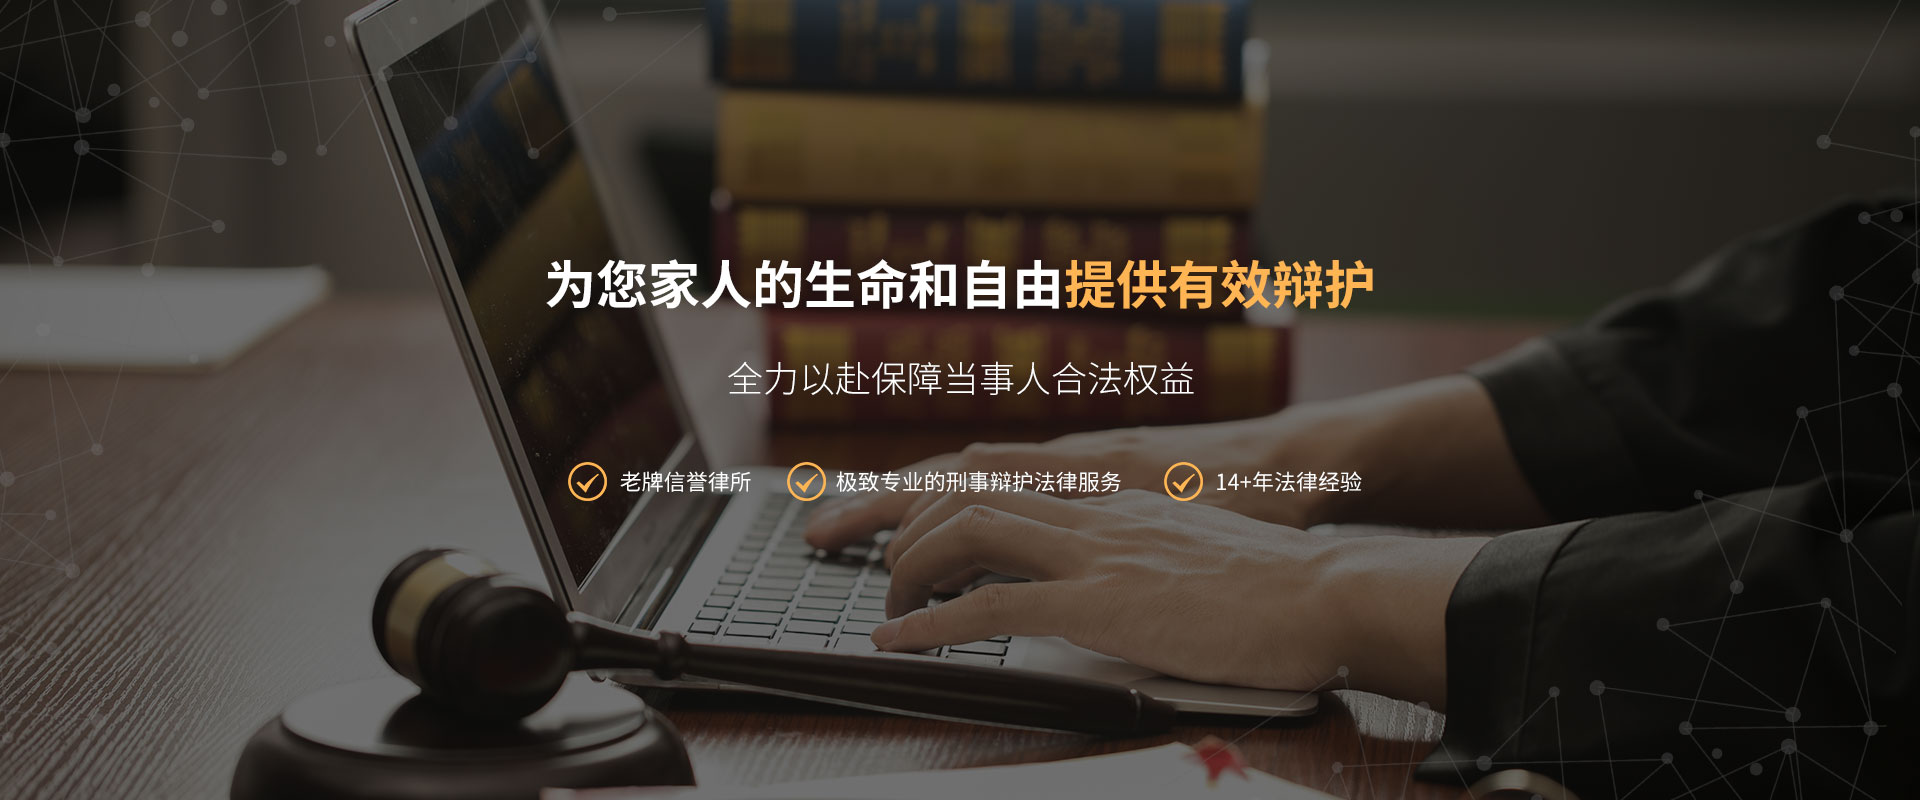 为您家人的生命和自由提供有效辩护
全力以赴保障当事人合法权益
老牌信誉律所 极致专业的刑事辩护法律服务 14+年法律经验